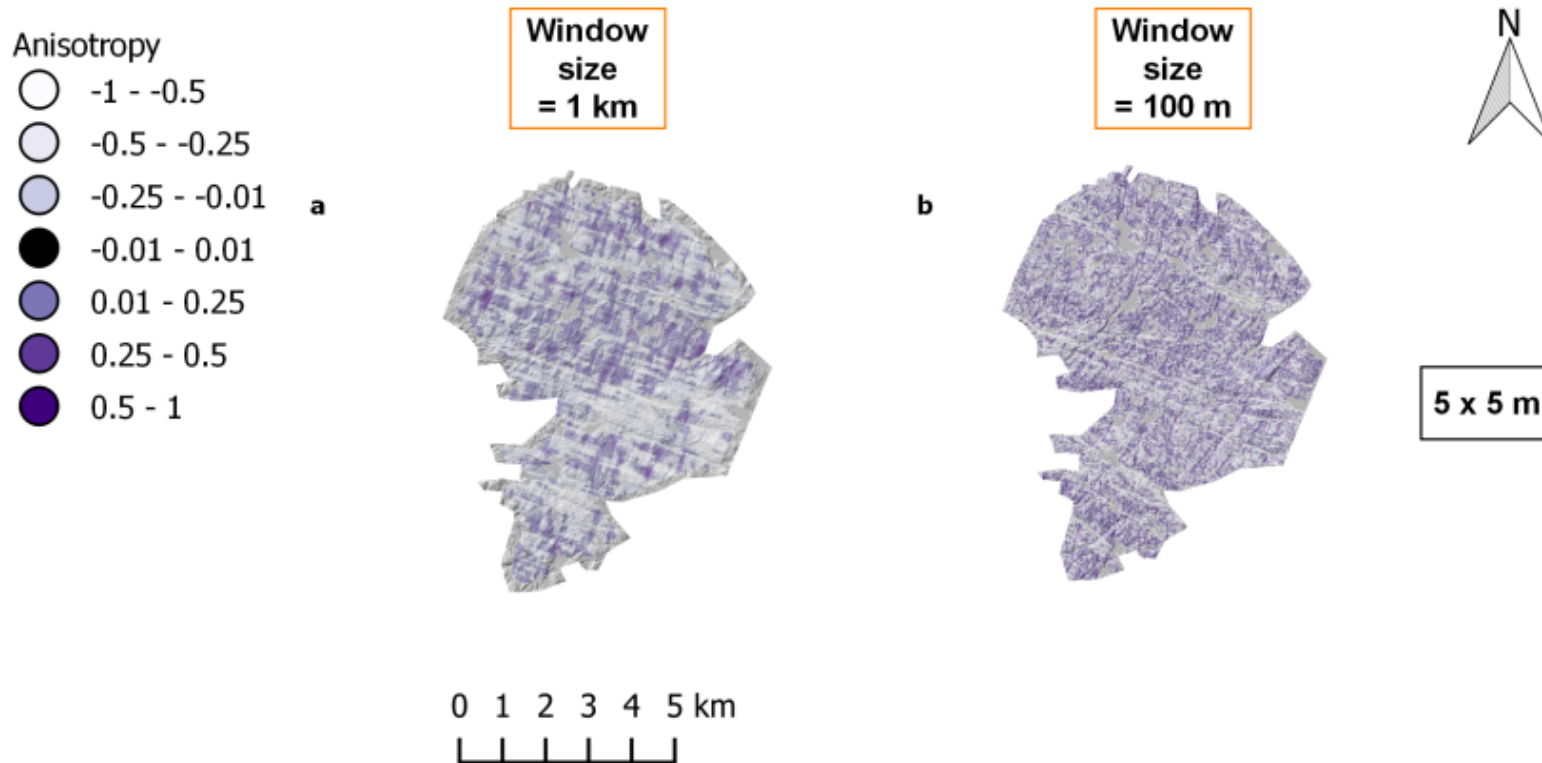 Anisotropy
-1 - -0.5
-0.5 - -0.25
-0.25 - -0.01
-0.01 - 0.01
0.01 - 0.25
0.25 - 0.5
0.5 - 1
Window
size
= 1 km
Window
size
= 100 m
N
a
b
5 x 5 m
0 1 2 3 4 5 km